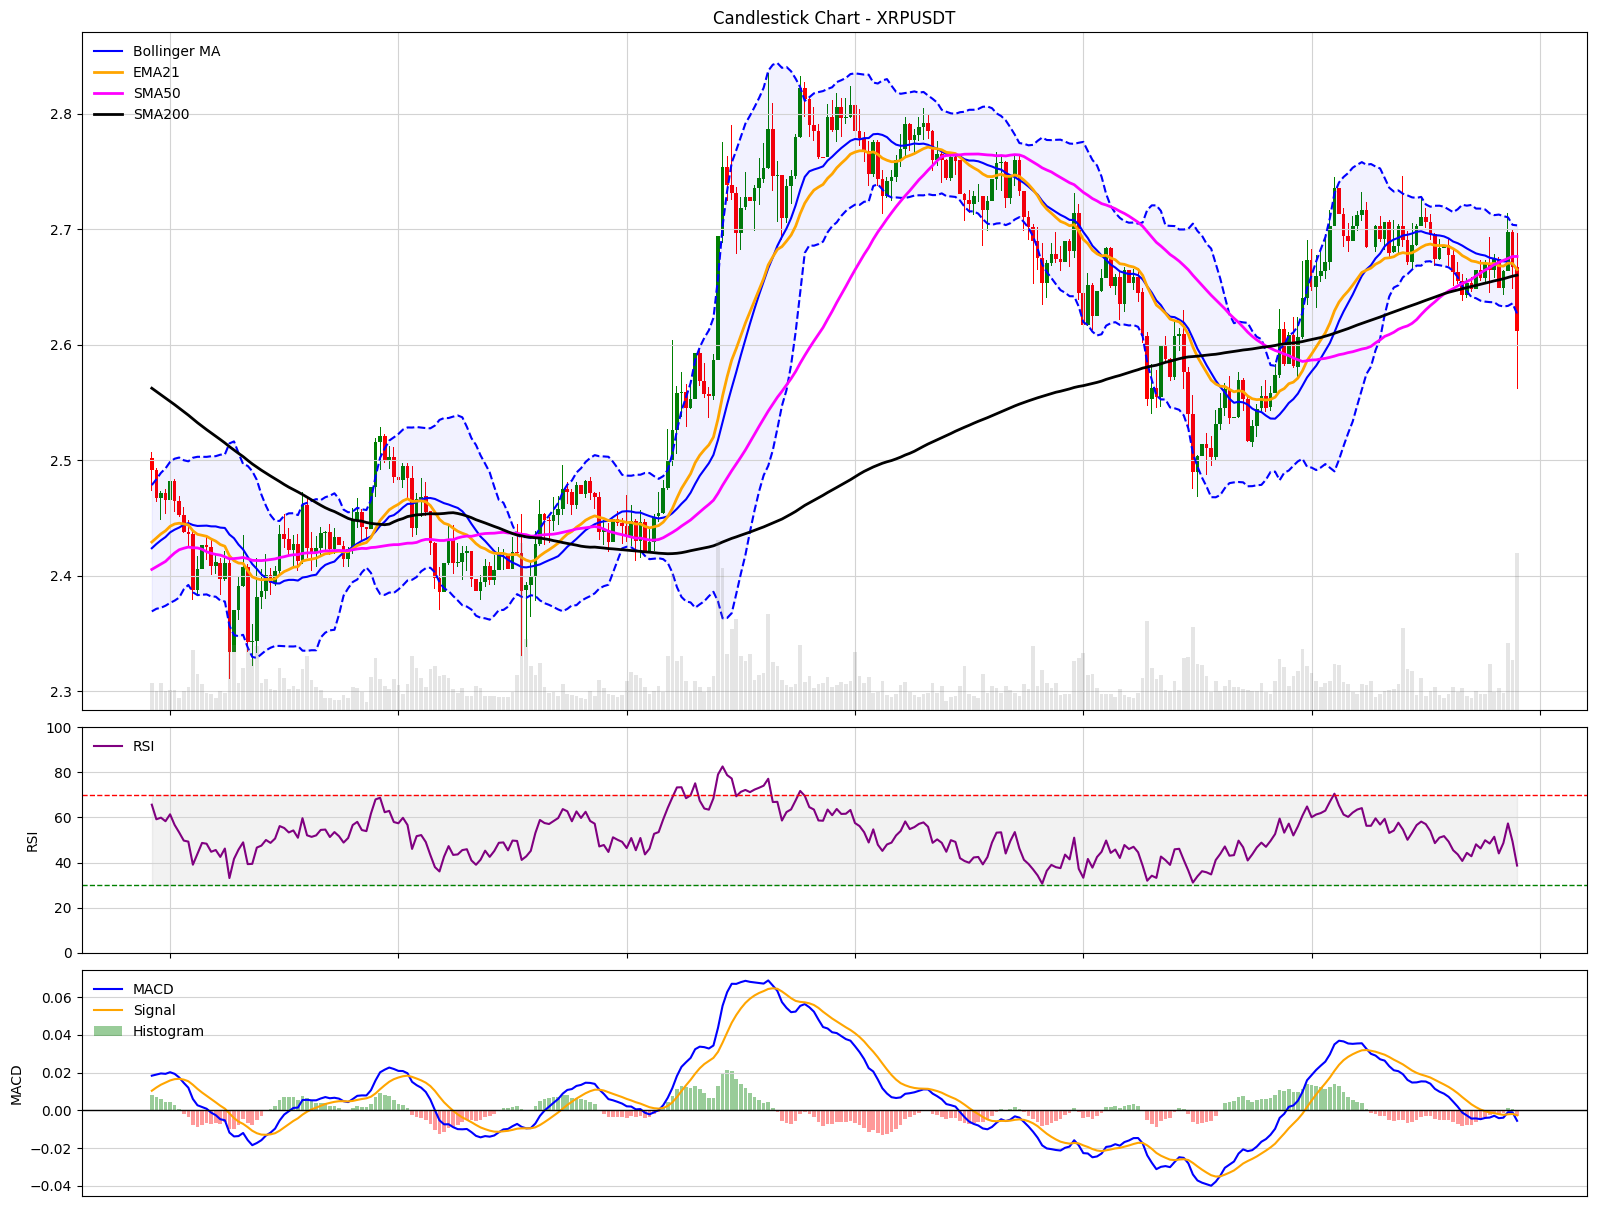 Candlestick Chart - XRPUSDT
Bollinger MA
EMA21
SMA50
SMA200
2.8
2.7
2.6
2.5
2.4
2.3
RSI
100
80
60
40
20
0
RSI
MACD
Signal
Histogram
0.06
0.04
0.02
0.00
−0.02
−0.04
MACD